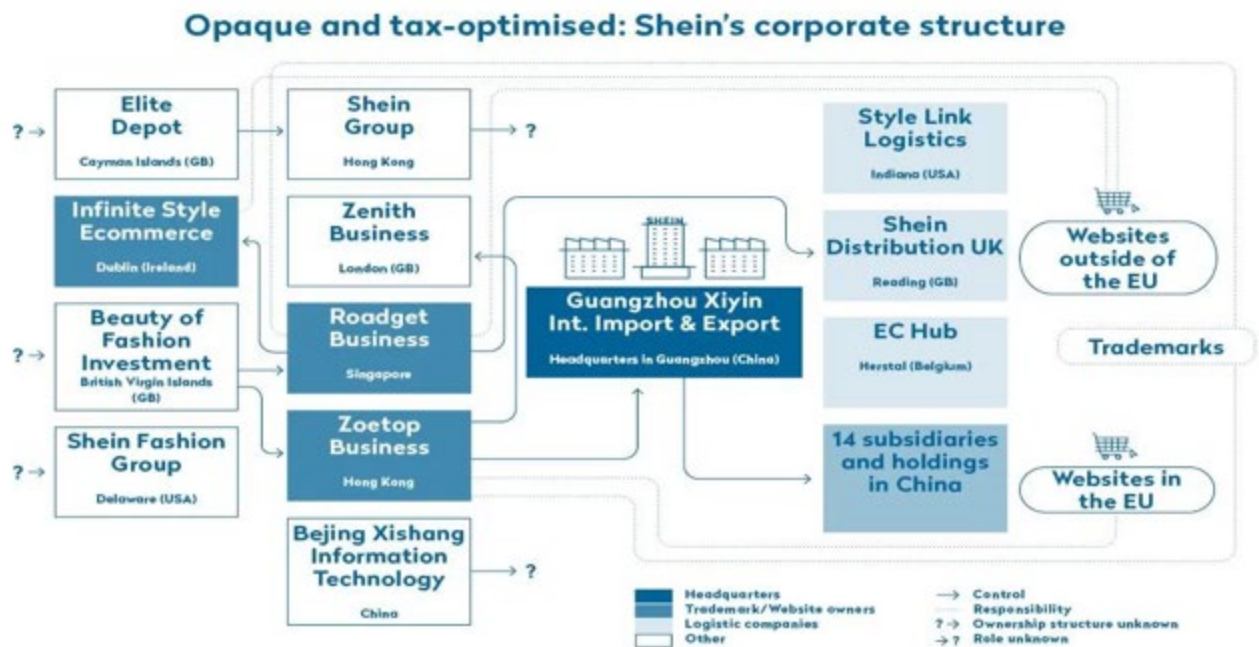 Opaque and tax-optimised: Shein's corporate structure
? →
Elite
Depot
Cayman Islands (GB)
Shein
Group
Hong Kong
?
Style Link
Logistics
Indiana (USA)
Infinite Style
Ecommerce
Dublin (Ireland)
Zenith
Business
London (GB)
SHEIN
Shein
Distribution UK
Reading (GB)
Websites
outside of
the EU
? →
Beauty of
Fashion
Investment
British Virgin Islands
(GB)
Roadget
Business
Singapore
Guangzhou Xiyin
Int. Import & Export
Headquarters in Guangzhou (China)
EC Hub
Herstal (Belgium)
Trademarks
? →
Shein Fashion
Group
Delaware (USA)
Zoetop
Business
Hong Kong
14 subsidiaries
and holdings
in China
Websites in
the EU
Bejing Xishang
Information
Technology
China
?
Headquarters
Trademark/Website owners
Logistic companies
Other
→ Control
Responsibility
? → Ownership structure unknown
→ ? Role unknown